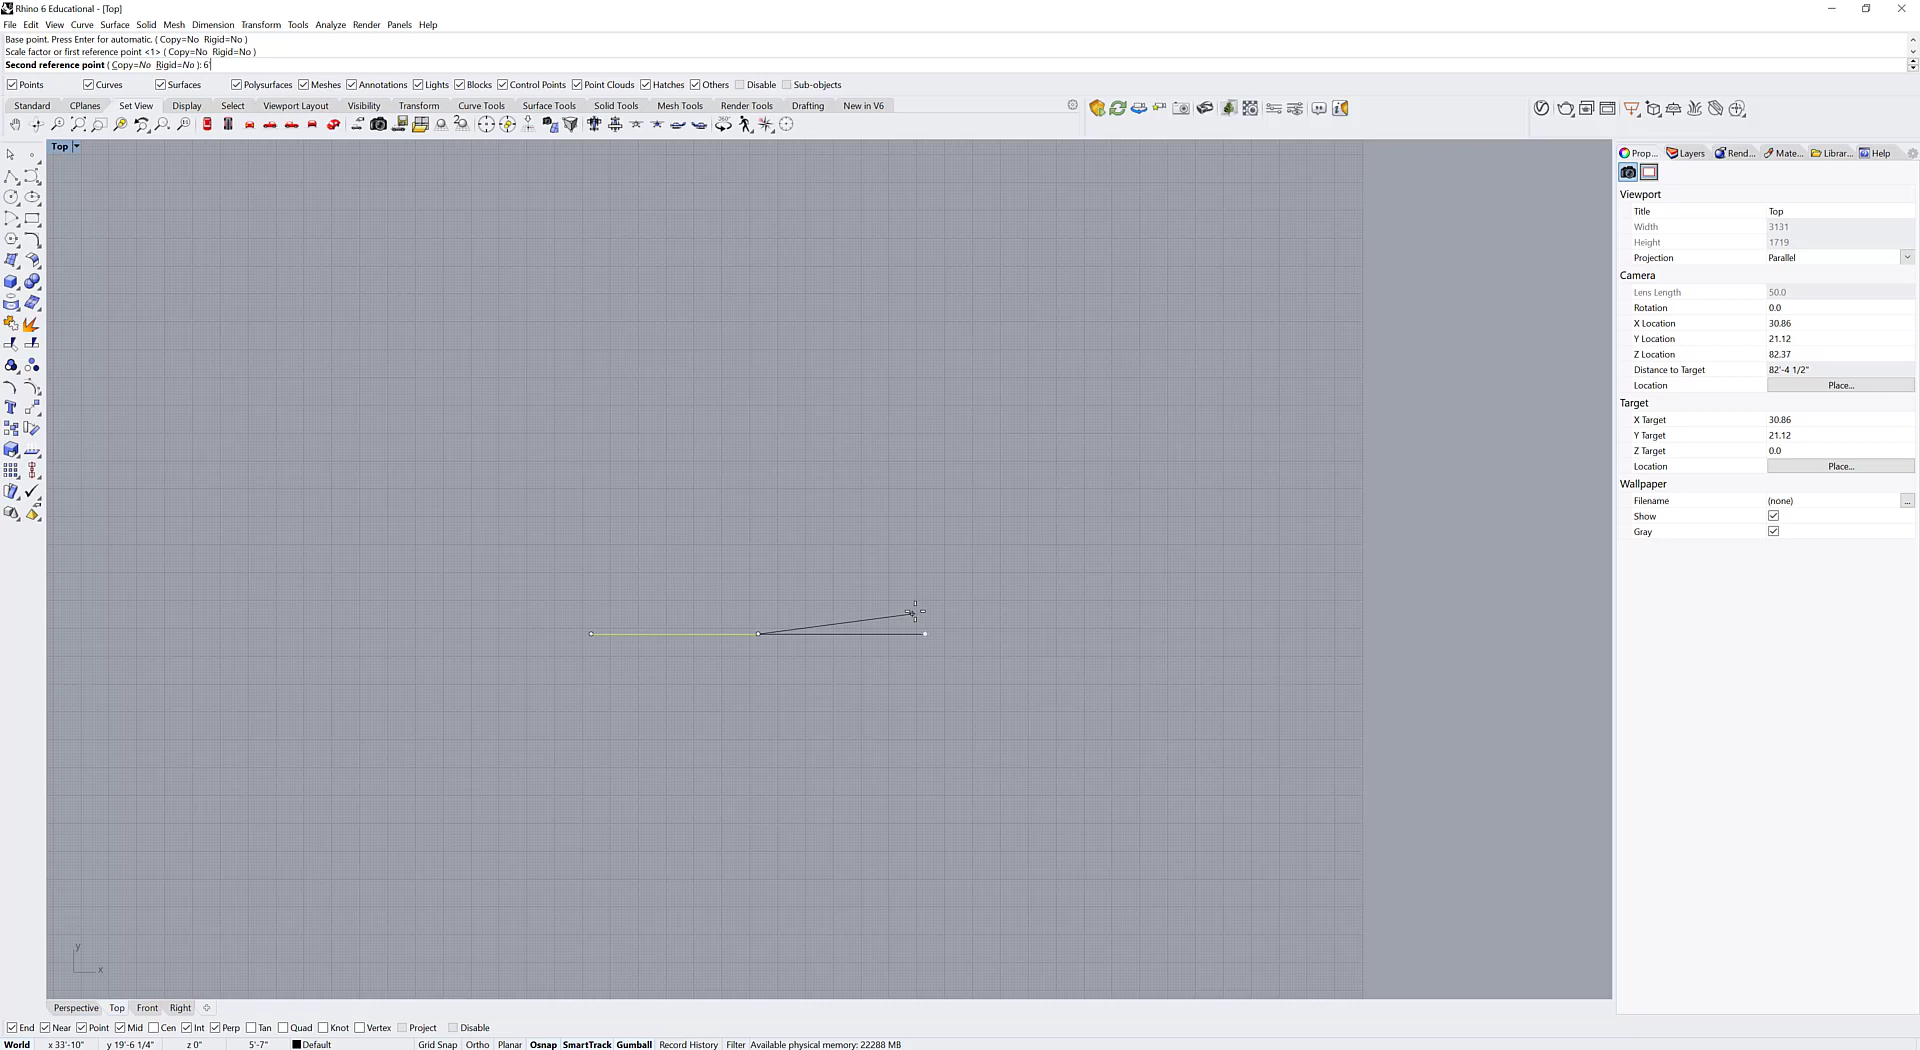 Rhino 6 Educational - [Top]
File Edit View Curve Surface Solid Mesh Dimension Transform Tools Analyze Render Panels Help
Base point. Press Enter for automatic. ( Copy=No Rigid=No )
Scale factor or first reference point <1> ( Copy=No Rigid=No )
Second reference point ( Copy=No Rigid=No ): 6'
Points Curves Surfaces Polysurfaces Meshes Annotations Lights Blocks Control Points Point Clouds Hatches Others Disable Sub-objects
Standard CPlanes Set View Display Select Viewport Layout Visibility Transform Curve Tools Surface Tools Solid Tools Mesh Tools Render Tools Drafting New in V6
Top
Prop... Layers Rend... Mate... Librar... Help
Viewport
Title Top
Width 3131
Height 1719
Projection Parallel
Camera
Lens Length 50.0
Rotation 0.0
X Location 30.86
Y Location 21.12
Z Location 82.37
Distance to Target 82'-4 1/2"
Location Place...
Target
X Target 30.86
Y Target 21.12
Z Target 0.0
Location Place...
Wallpaper
Filename (none) ...
Show
Gray
y
x
Perspective Top Front Right
End Near Point Mid Cen Int Perp Tan Quad Knot Vertex Project Disable
World x 33'-10" y 19'-6 1/4" z 0" 5'-7" Default Grid Snap Ortho Planar Osnap SmartTrack Gumball Record History Filter Available physical memory: 22288 MB